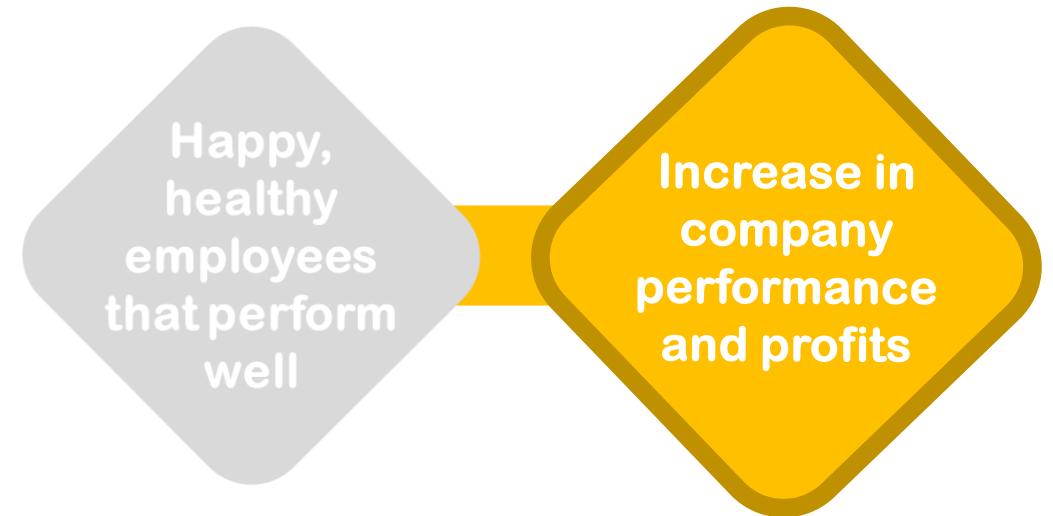 Happy,
healthy
employees
that perform
well
Increase in
company
performance
and profits